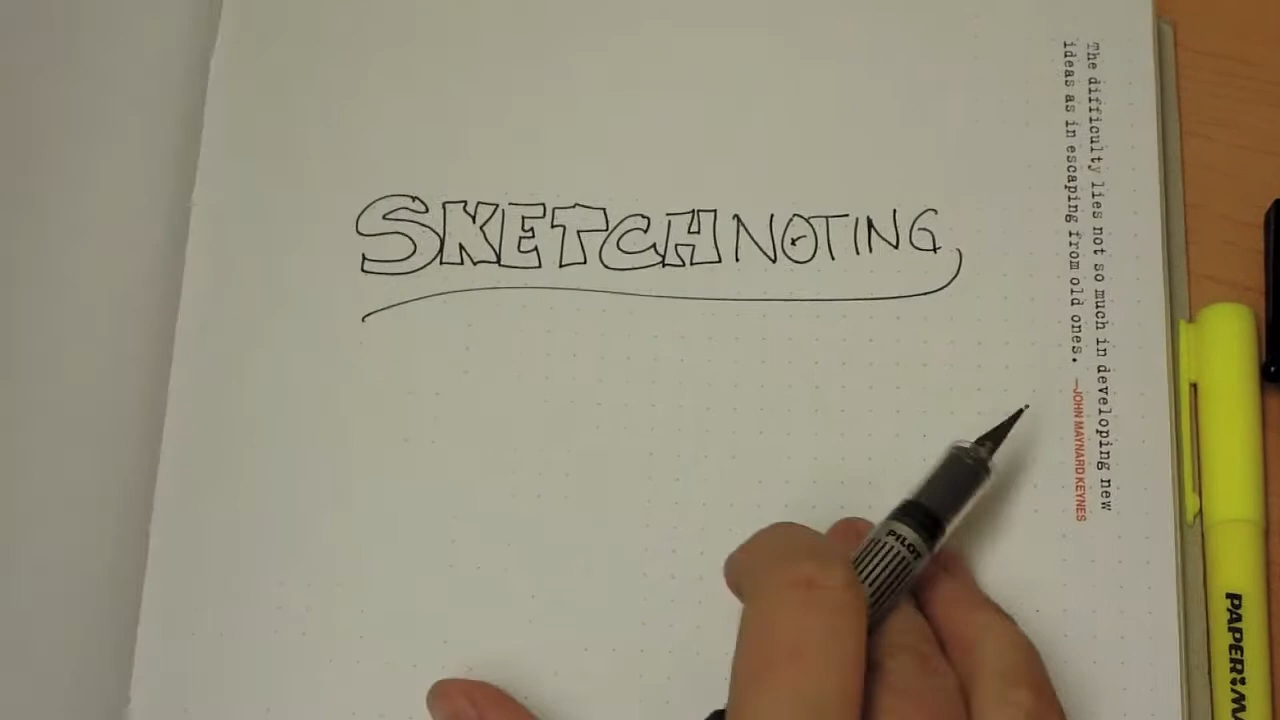 SKETCHNOTING
The difficulty lies not so much in developing new
ideas as in escaping from old ones. —JOHN MAYNARD KEYNES
PILOT
PAPER:M